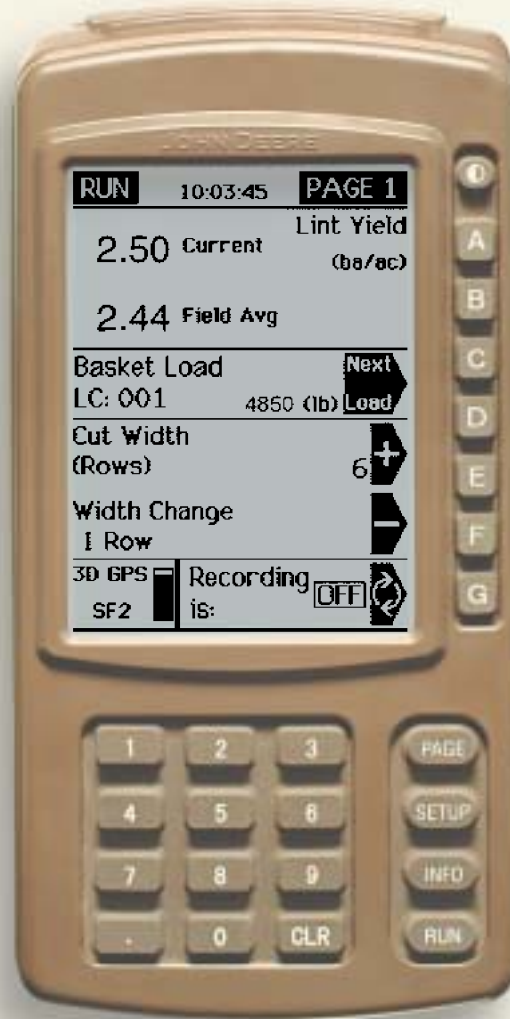 JOHN DEERE
RUN 10:03:45 PAGE 1
Lint Yield
2.50 Current (ba/ac)
2.44 Field Avg
Basket Load Next
LC: 001 4850 (lb) Load
Cut Width
(Rows) 6 +
Width Change −
1 Row
3D GPS Recording
SF2 is: OFF
A
B
C
D
E
F
G
1 2 3 PAGE
4 5 6 SETUP
7 8 9 INFO
. 0 CLR RUN